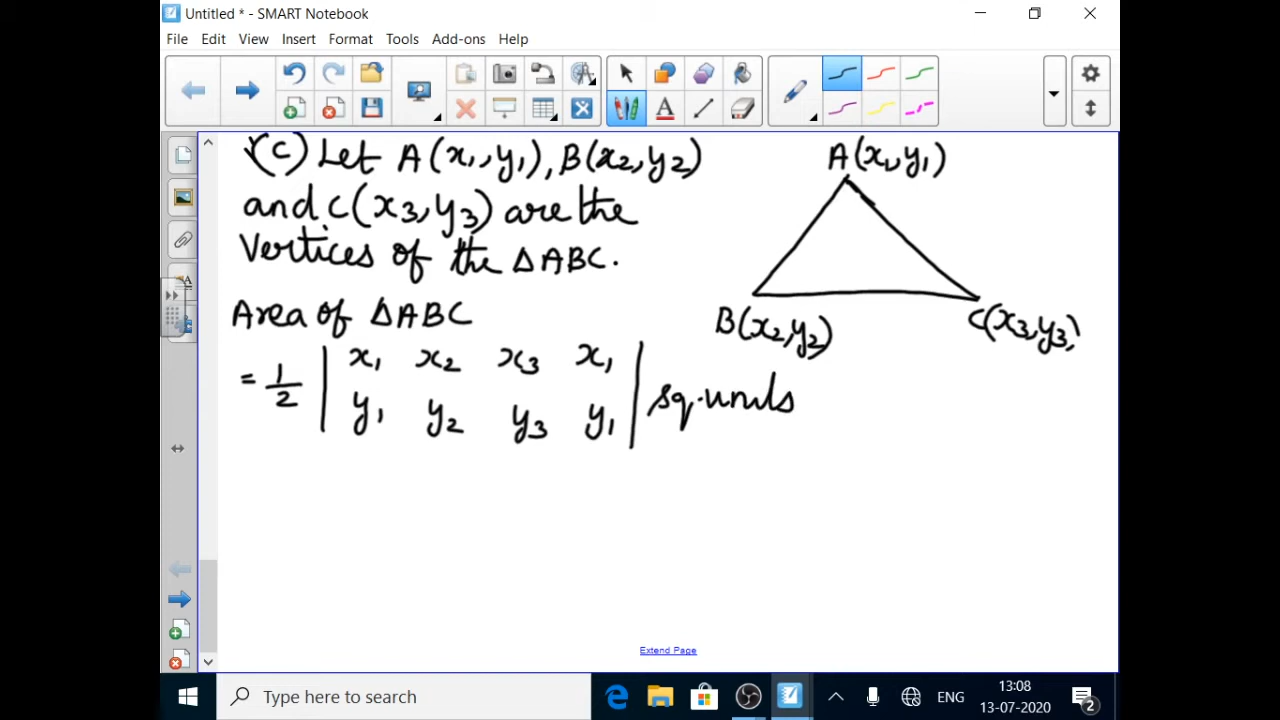 Untitled * - SMART Notebook
File Edit View Insert Format Tools Add-ons Help
(c) Let A(x1, y1), B(x2, y2)
and C(x3, y3) are the
Vertices of the ΔABC.
A(x1, y1)
B(x2, y2)
C(x3, y3)
Area of ΔABC
= 1/2 | x1 x2 x3 x1
y1 y2 y3 y1 | sq. units
Extend Page
Type here to search
ENG
13:08
13-07-2020
2